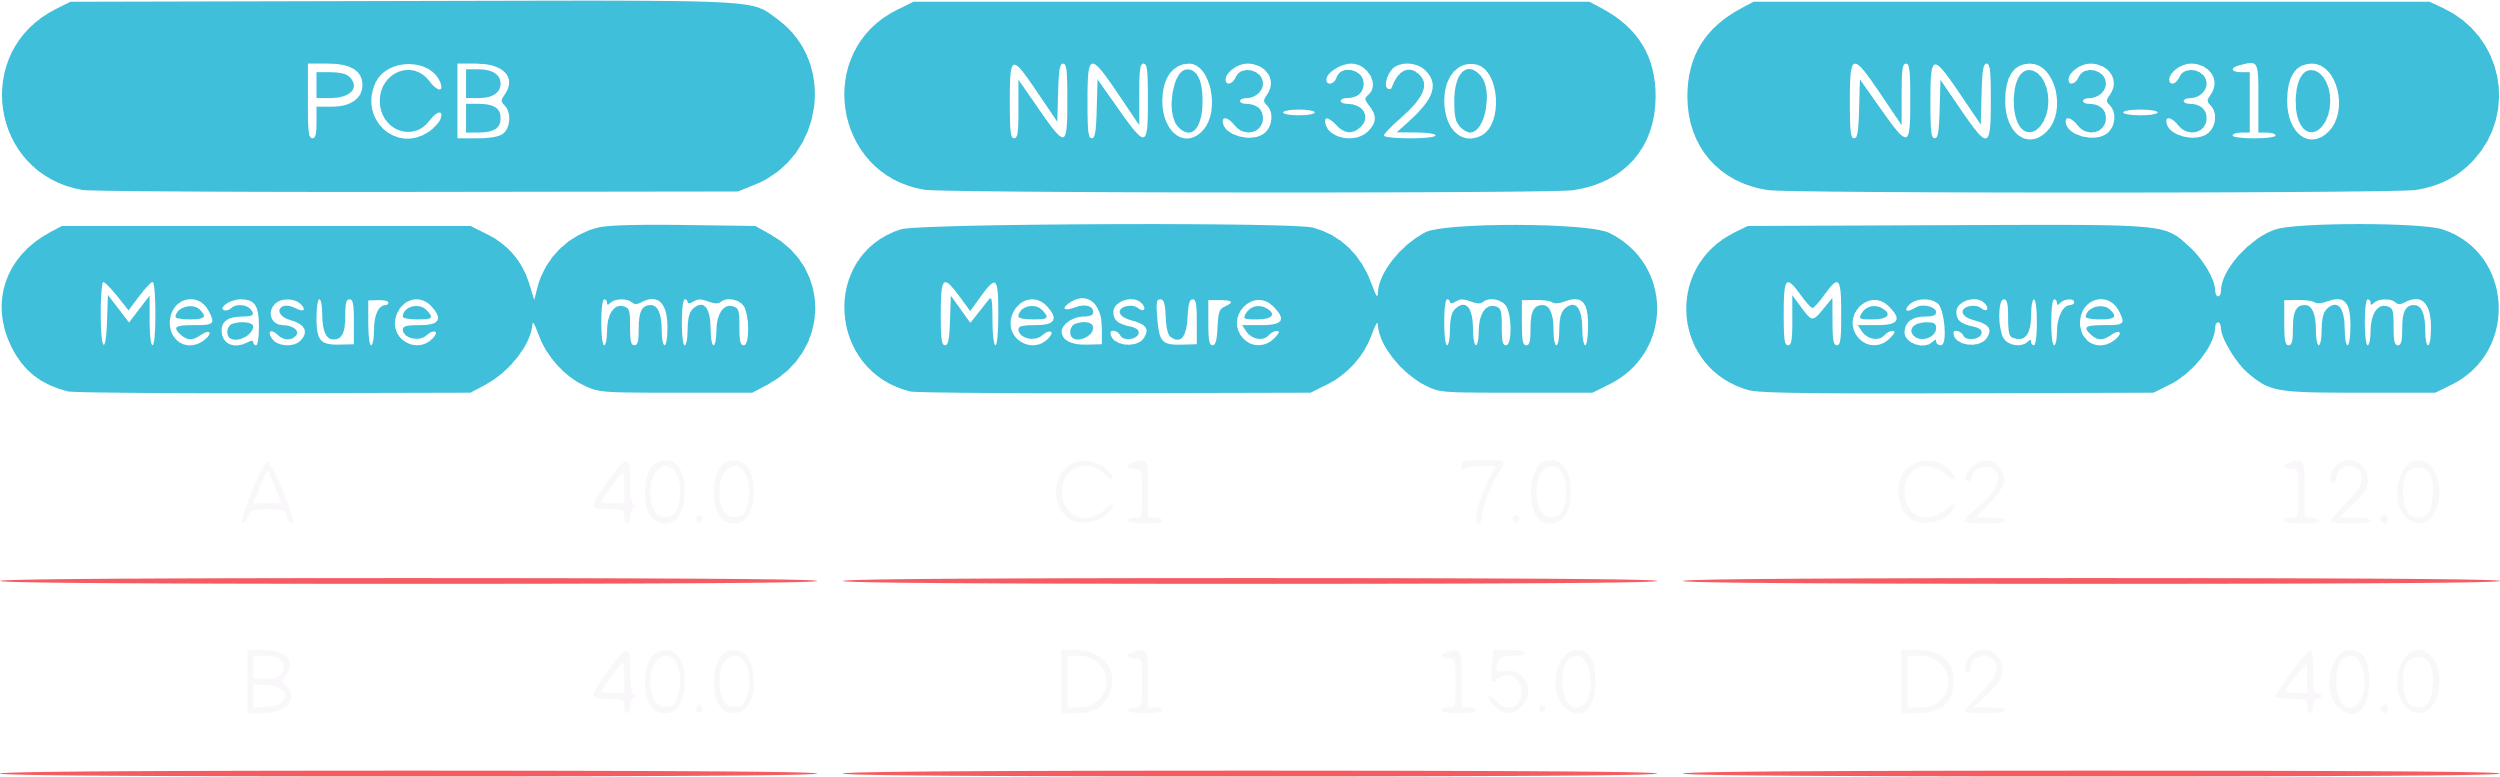 PCB
Measure
mm
A
40.0
B
40.0
NN03-320
Measure
mm
C1
7.0
D1
15.0
NN03-310
Measure
mm
C2
12.0
D2
40.0